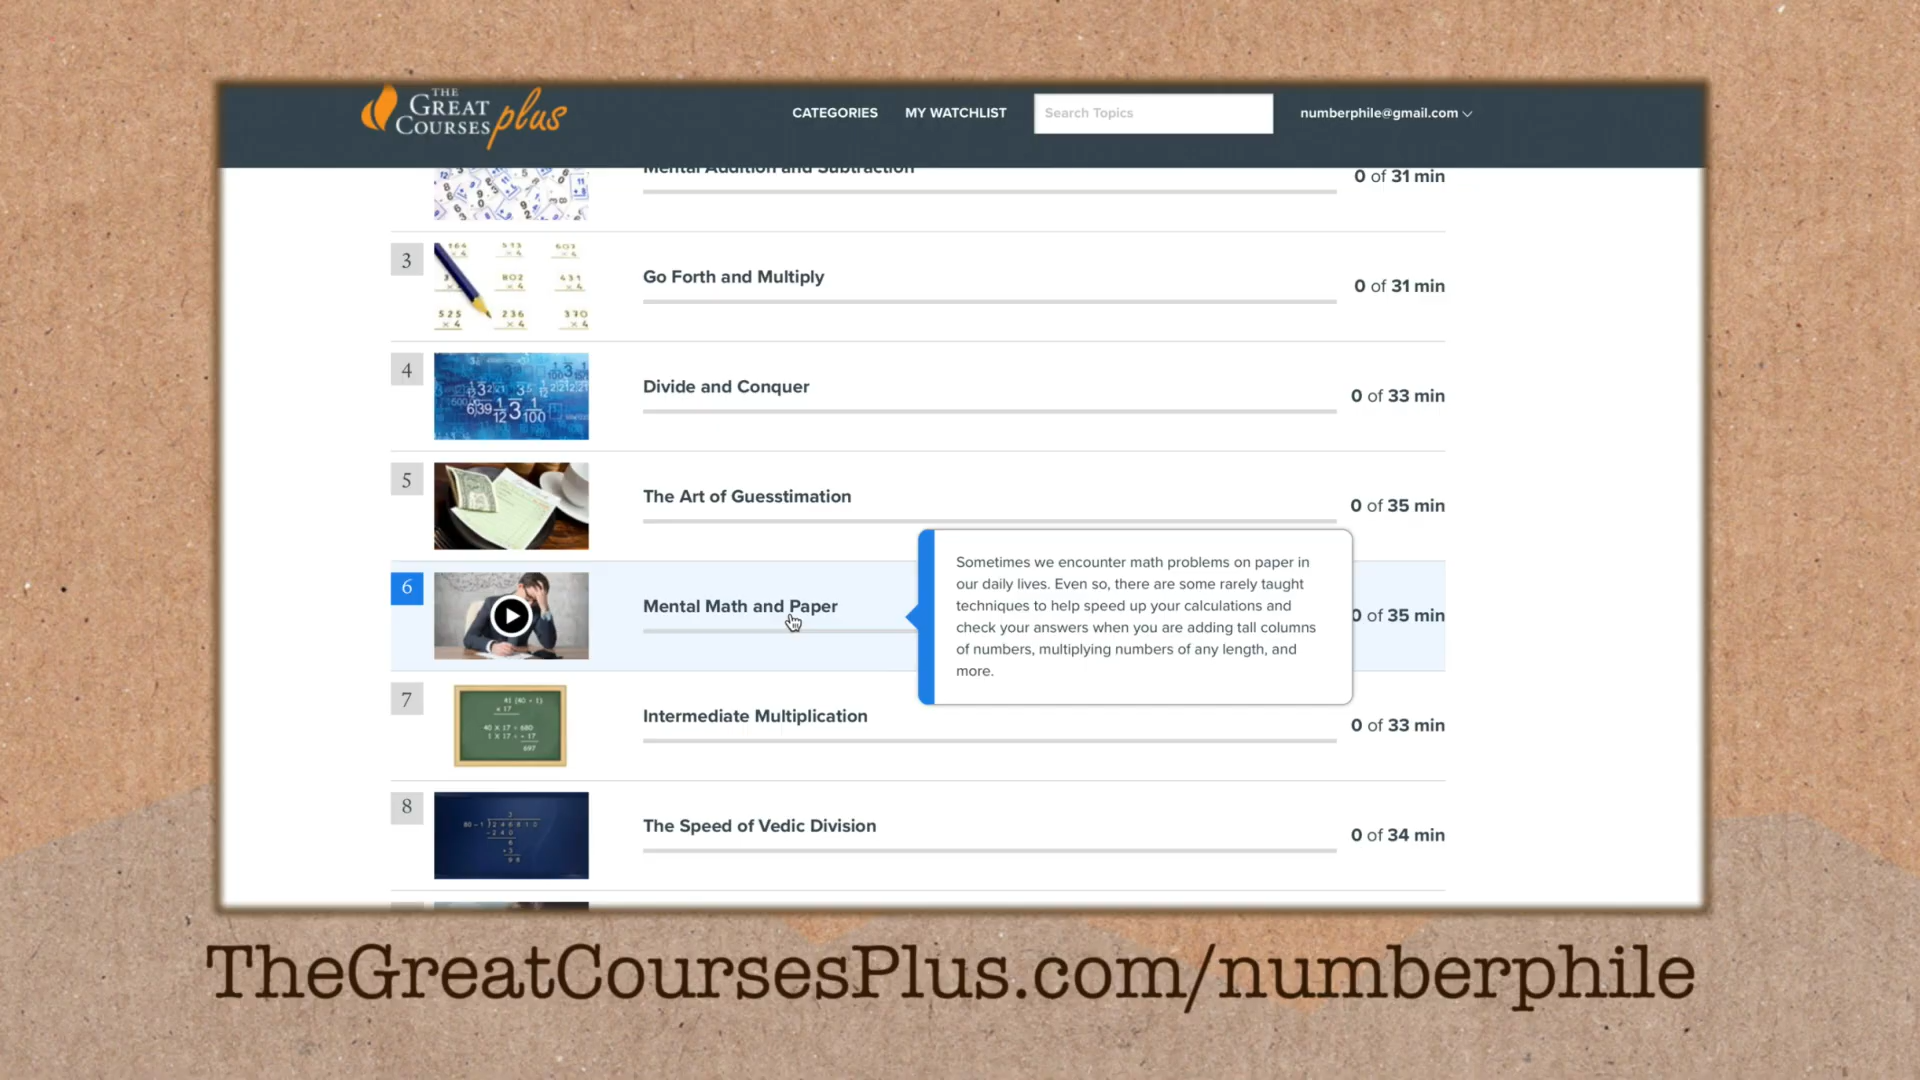 THE
GREAT
COURSES plus
CATEGORIES
MY WATCHLIST
Search Topics
numberphile@gmail.com
Mental Addition and Subtraction
0 of 31 min
3
Go Forth and Multiply
0 of 31 min
4
Divide and Conquer
0 of 33 min
5
The Art of Guesstimation
0 of 35 min
6
Mental Math and Paper
0 of 35 min
Sometimes we encounter math problems on paper in
our daily lives. Even so, there are some rarely taught
techniques to help speed up your calculations and
check your answers when you are adding tall columns
of numbers, multiplying numbers of any length, and
more.
7
Intermediate Multiplication
0 of 33 min
8
The Speed of Vedic Division
0 of 34 min
TheGreatCoursesPlus.com/numberphile